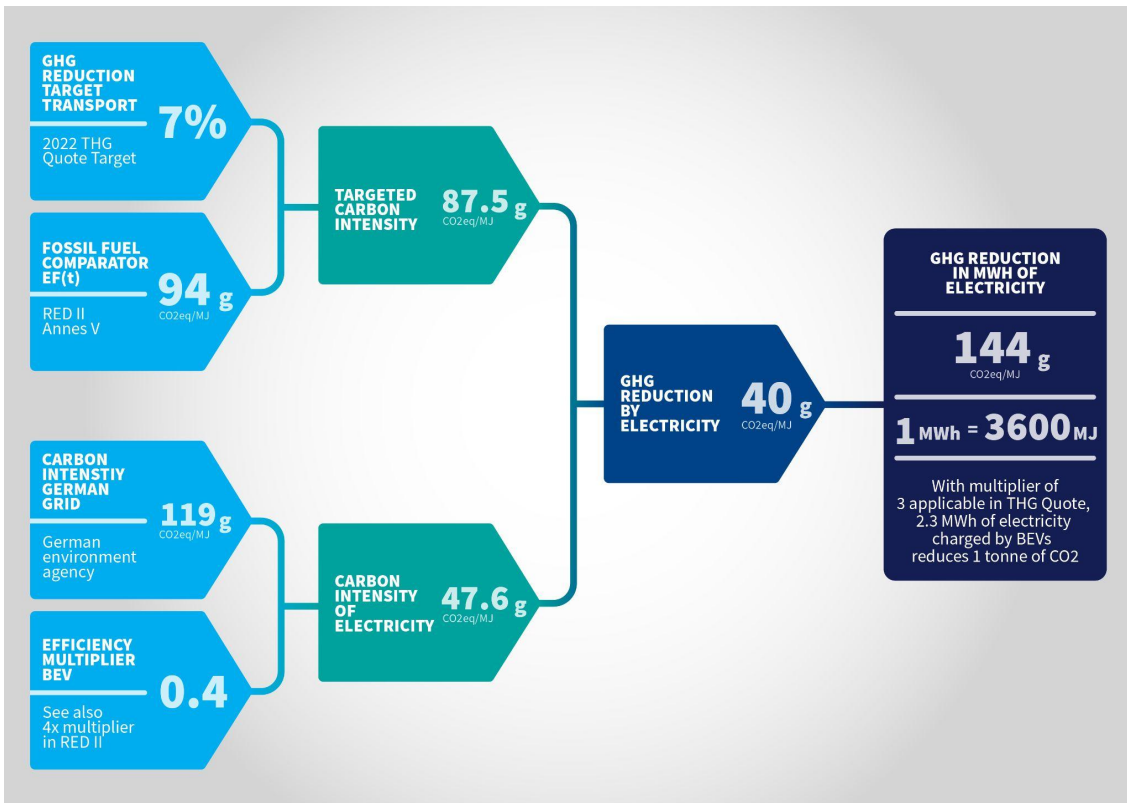 GHG
REDUCTION
TARGET
TRANSPORT
7%
2022 THG
Quote Target
FOSSIL FUEL
COMPARATOR
EF(t)
94 g
CO2eq/MJ
RED II
Annes V
TARGETED
CARBON
INTENSITY
87.5 g
CO2eq/MJ
CARBON
INTENSTIY
GERMAN
GRID
119 g
CO2eq/MJ
German
environment
agency
EFFICIENCY
MULTIPLIER
BEV
0.4
See also
4x multiplier
in RED II
CARBON
INTENSITY
OF
ELECTRICITY
47.6 g
CO2eq/MJ
GHG
REDUCTION
BY
ELECTRICITY
40 g
CO2eq/MJ
GHG REDUCTION
IN MWH OF
ELECTRICITY
144 g
CO2eq/MJ
1 MWh = 3600 MJ
With multiplier of
3 applicable in THG Quote,
2.3 MWh of electricity
charged by BEVs
reduces 1 tonne of CO2